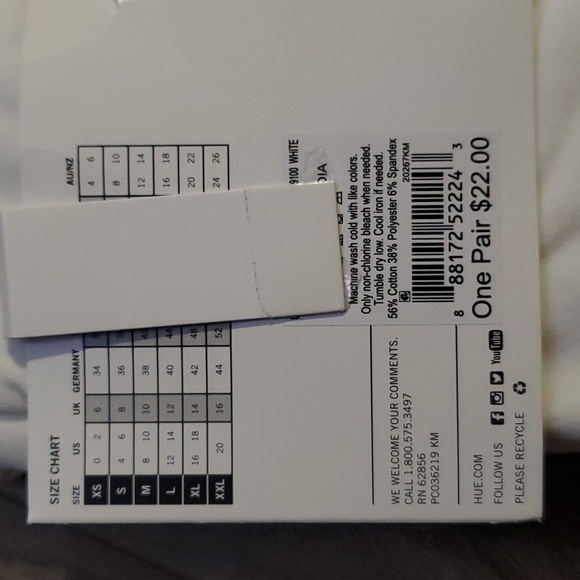 SIZE CHART
SIZE US UK GERMANY AU/NZ
XS 0 2 6 34 4 6
S 4 6 8 36 8 10
M 8 10 10 38 12 14
L 12 14 12 40 44 16 18
XL 16 18 14 42 48 20 22
XXL 20 16 44 52 24 26
9100 WHITE
Machine wash cold with like colors.
Only non-chlorine bleach when needed.
Tumble dry low. Cool iron if needed.
56% Cotton 38% Polyester 6% Spandex
20267KM
8 88172 52224 3
One Pair $22.00
WE WELCOME YOUR COMMENTS.
CALL 1.800.575.3497
RN 62856
PC036219 KM
HUE.COM
FOLLOW US YouTube
PLEASE RECYCLE